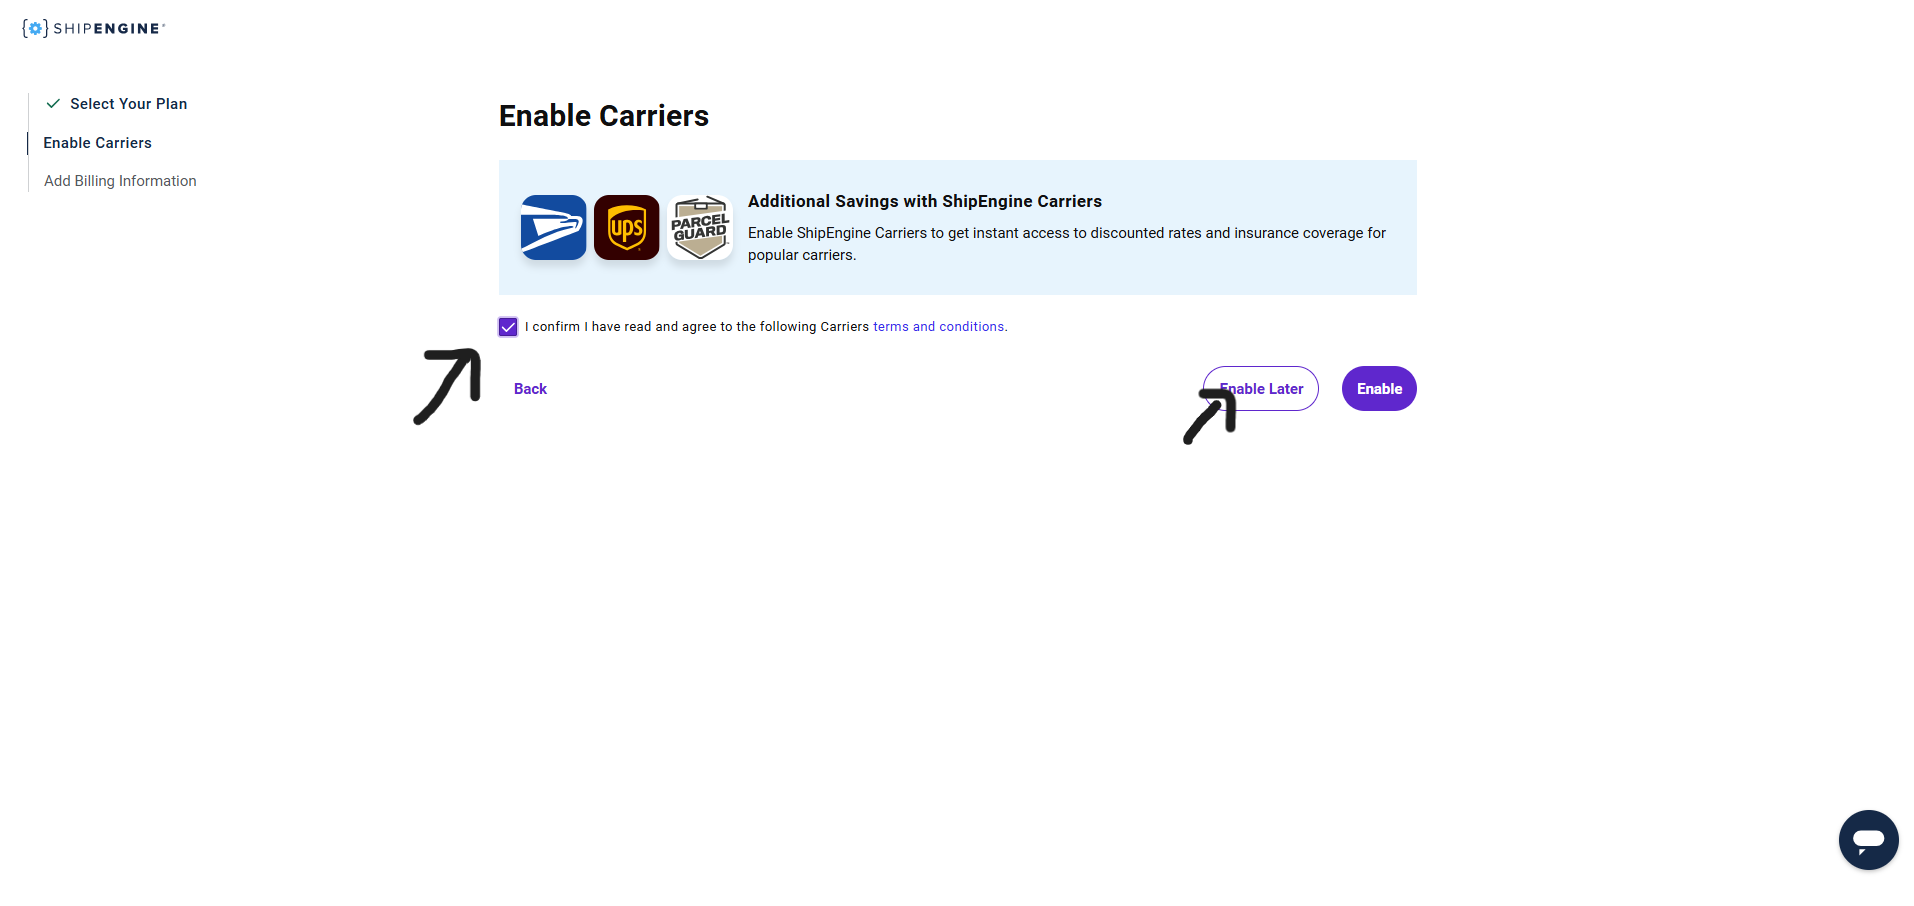 SHIPENGINE
Select Your Plan
Enable Carriers
Add Billing Information
Enable Carriers
ups
PARCEL
GUARD
Additional Savings with ShipEngine Carriers
Enable ShipEngine Carriers to get instant access to discounted rates and insurance coverage for
popular carriers.
I confirm I have read and agree to the following Carriers terms and conditions.
Back
Enable Later
Enable